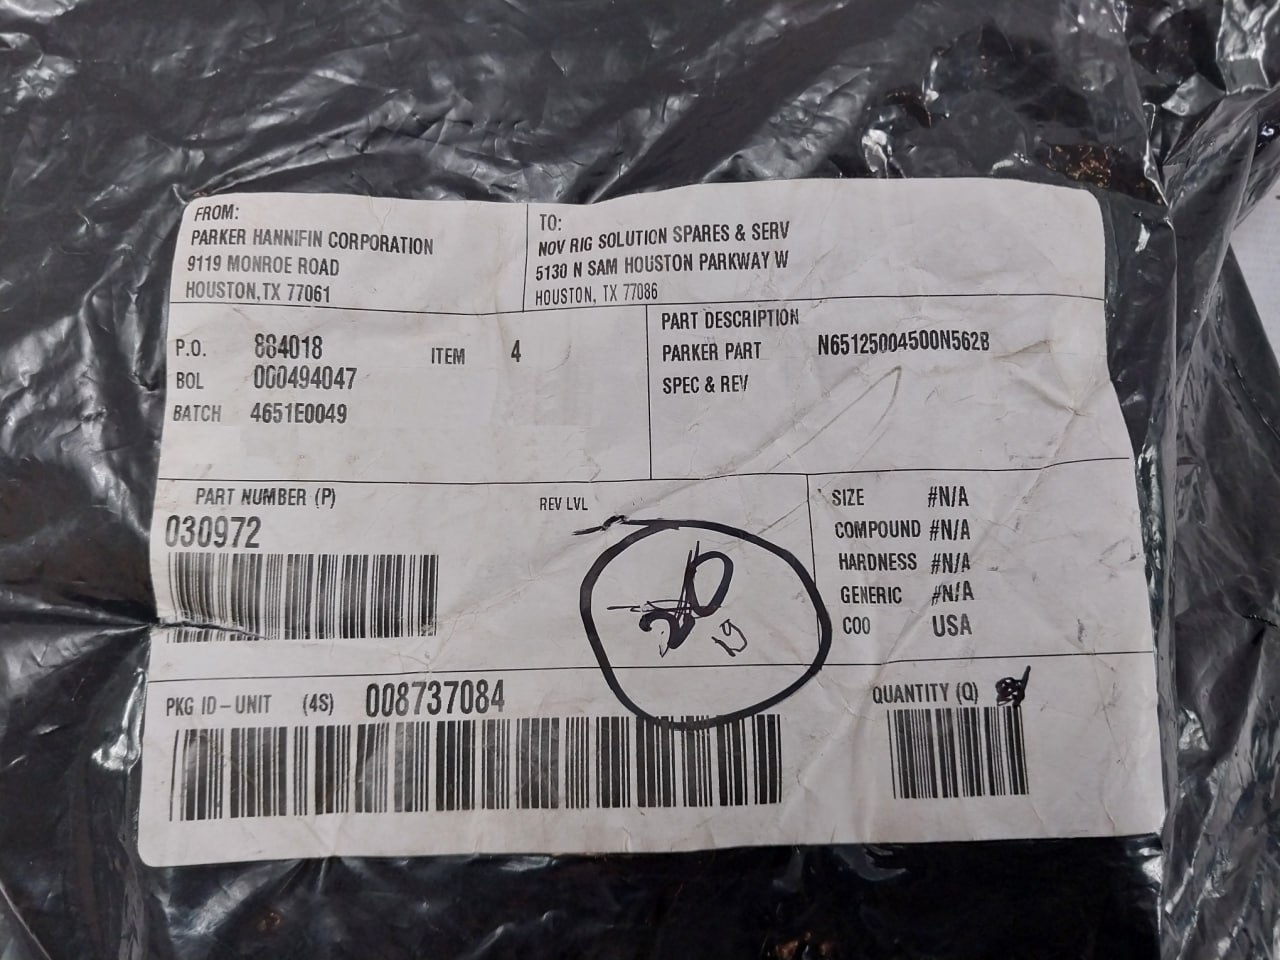 FROM:
PARKER HANNIFIN CORPORATION
9119 MONROE ROAD
HOUSTON, TX 77061
TO:
NOV RIG SOLUTION SPARES & SERV
5130 N SAM HOUSTON PARKWAY W
HOUSTON, TX 77086
P.O. 884018 ITEM 4
BOL 000494047
BATCH 4651E0049
PART DESCRIPTION
PARKER PART N65125004500N562B
SPEC & REV
PART NUMBER (P) REV LVL
030972
20
19
SIZE #N/A
COMPOUND #N/A
HARDNESS #N/A
GENERIC #N/A
COO USA
PKG ID-UNIT (4S) 008737084
QUANTITY (Q)